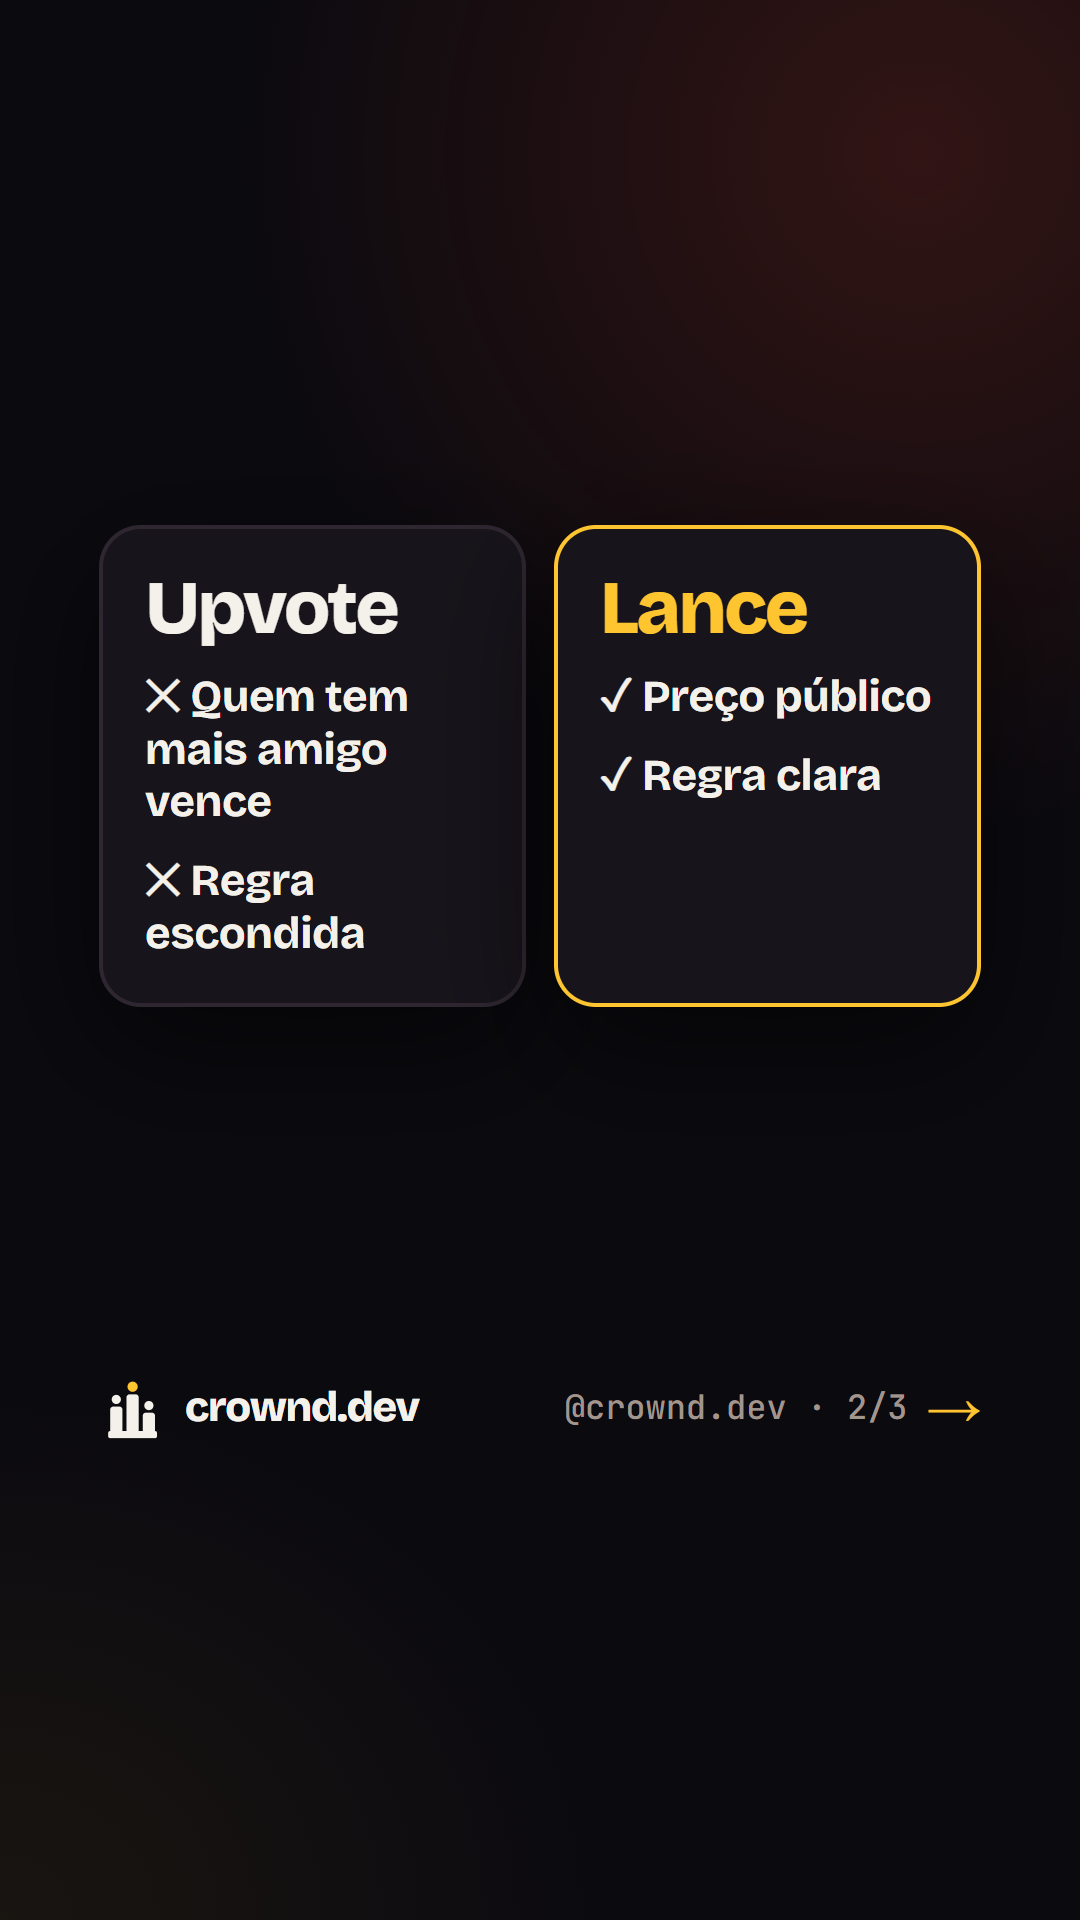 Upvote
✕ Quem tem
mais amigo
vence
✕ Regra
escondida
Lance
✓ Preço público
✓ Regra clara
crownd.dev
@crownd.dev · 2/3 →